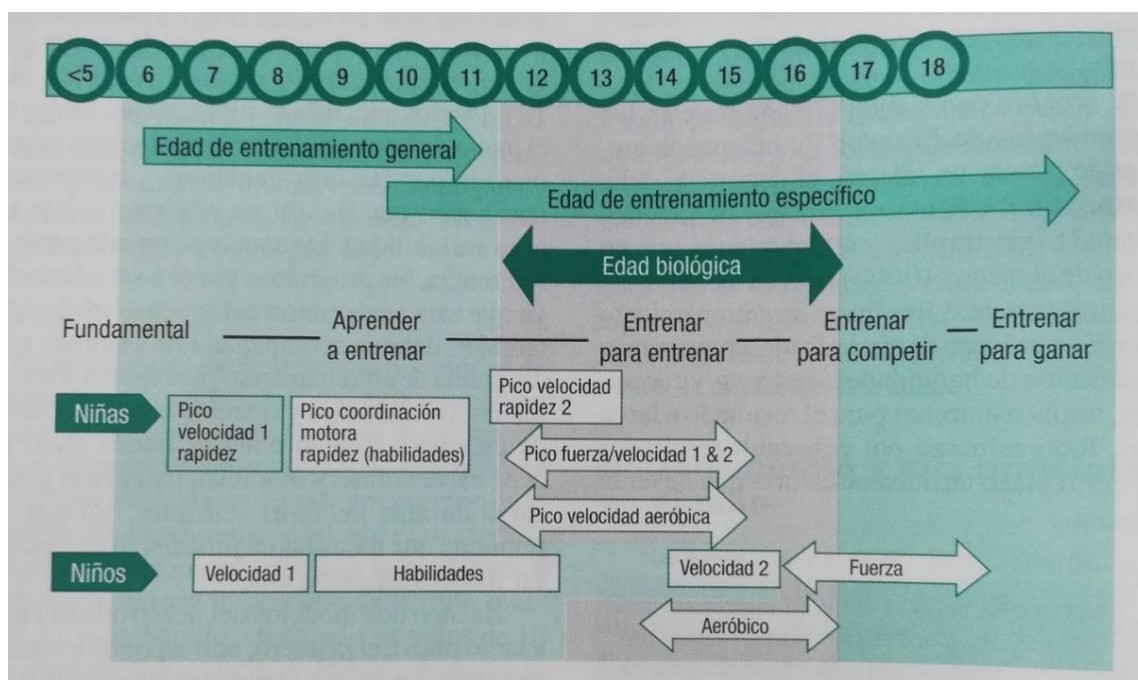 <5 6 7 8 9 10 11 12 13 14 15 16 17 18
Edad de entrenamiento general
Edad de entrenamiento específico
Edad biológica
Fundamental
Aprender
a entrenar
Entrenar
para entrenar
Entrenar
para competir
Entrenar
para ganar
Niñas
Pico
velocidad 1
rapidez
Pico coordinación
motora
rapidez (habilidades)
Pico velocidad
rapidez 2
Pico fuerza/velocidad 1 & 2
Pico velocidad aeróbica
Niños
Velocidad 1
Habilidades
Velocidad 2
Fuerza
Aeróbico